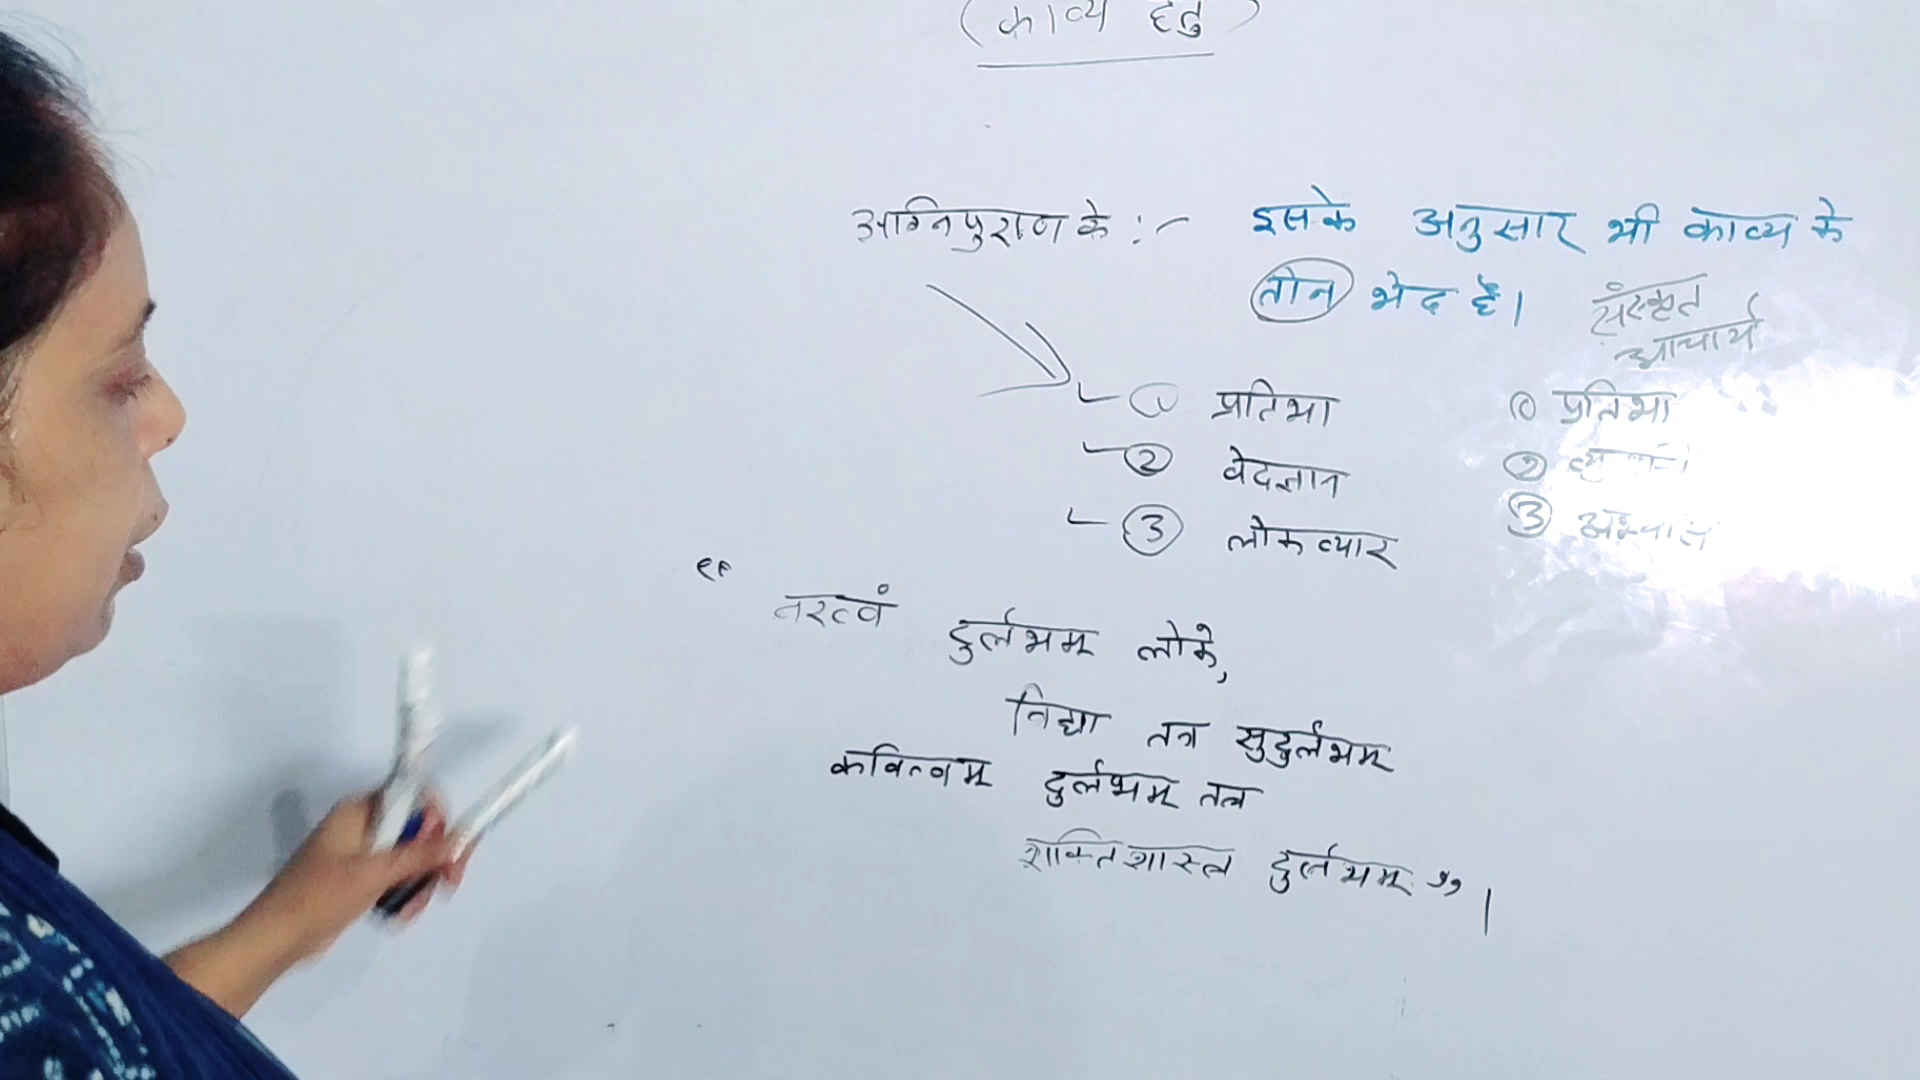 (काव्य हेतु)
अग्निपुराण के :- इसके अनुसार भी काव्य के
तीन भेद है।
संस्कृत
आचार्य
① प्रतिभा
② वेदज्ञान
③ लोकव्यार
① प्रतिभा
②
③ अभ्यास
“ नरत्वं दुर्लभम् लोके,
विद्या तत्र सुदुर्लभम्
कवित्वम् दुर्लभम् तत्र
शक्तिशास्त्र दुर्लभम् ” |